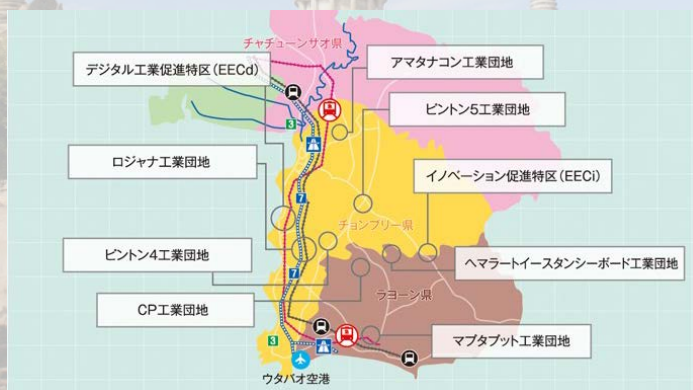 チャチューンサオ県
デジタル工業促進特区(EECd)
アマタナコン工業団地
ピントン5工業団地
3
ロジャナ工業団地
イノベーション促進特区(EECi)
7
チョンブリー県
ピントン4工業団地
ヘマラートイースタンシーボード工業団地
7
CP工業団地
ラヨーン県
マプタプット工業団地
3
ウタパオ空港